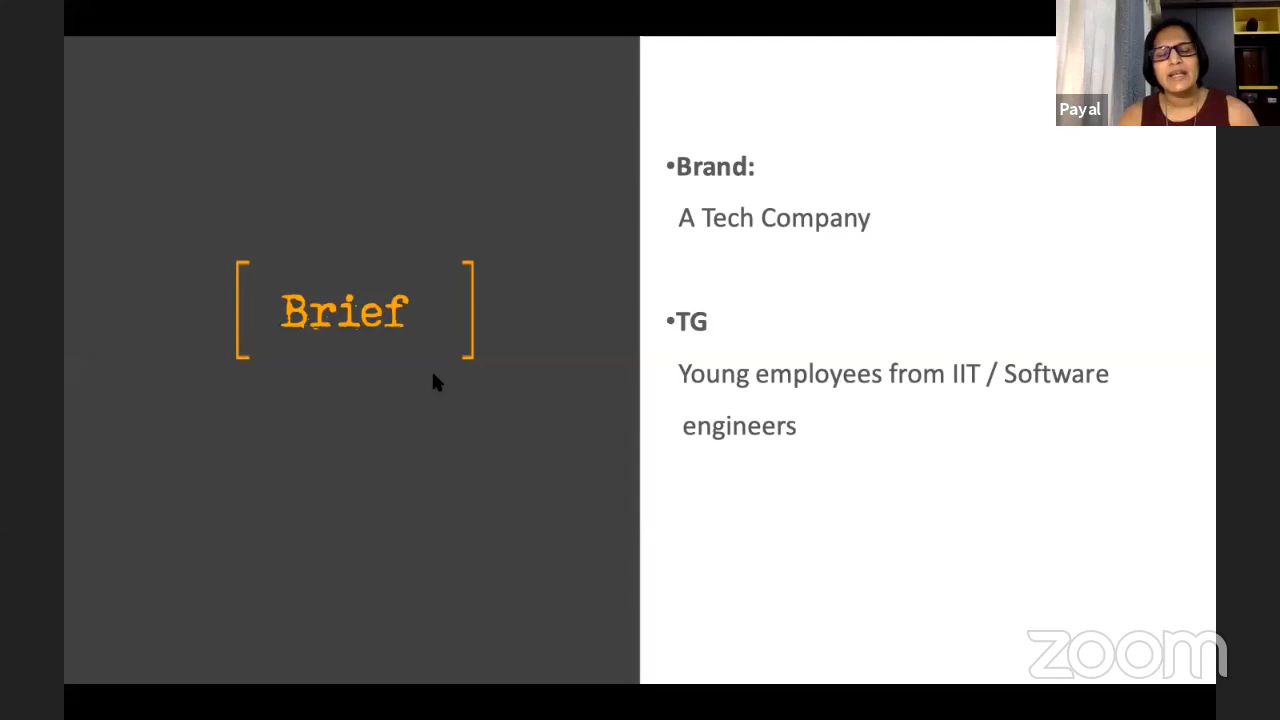 Payal
Brief
•Brand:
A Tech Company
•TG
Young employees from IIT / Software
engineers
zoom